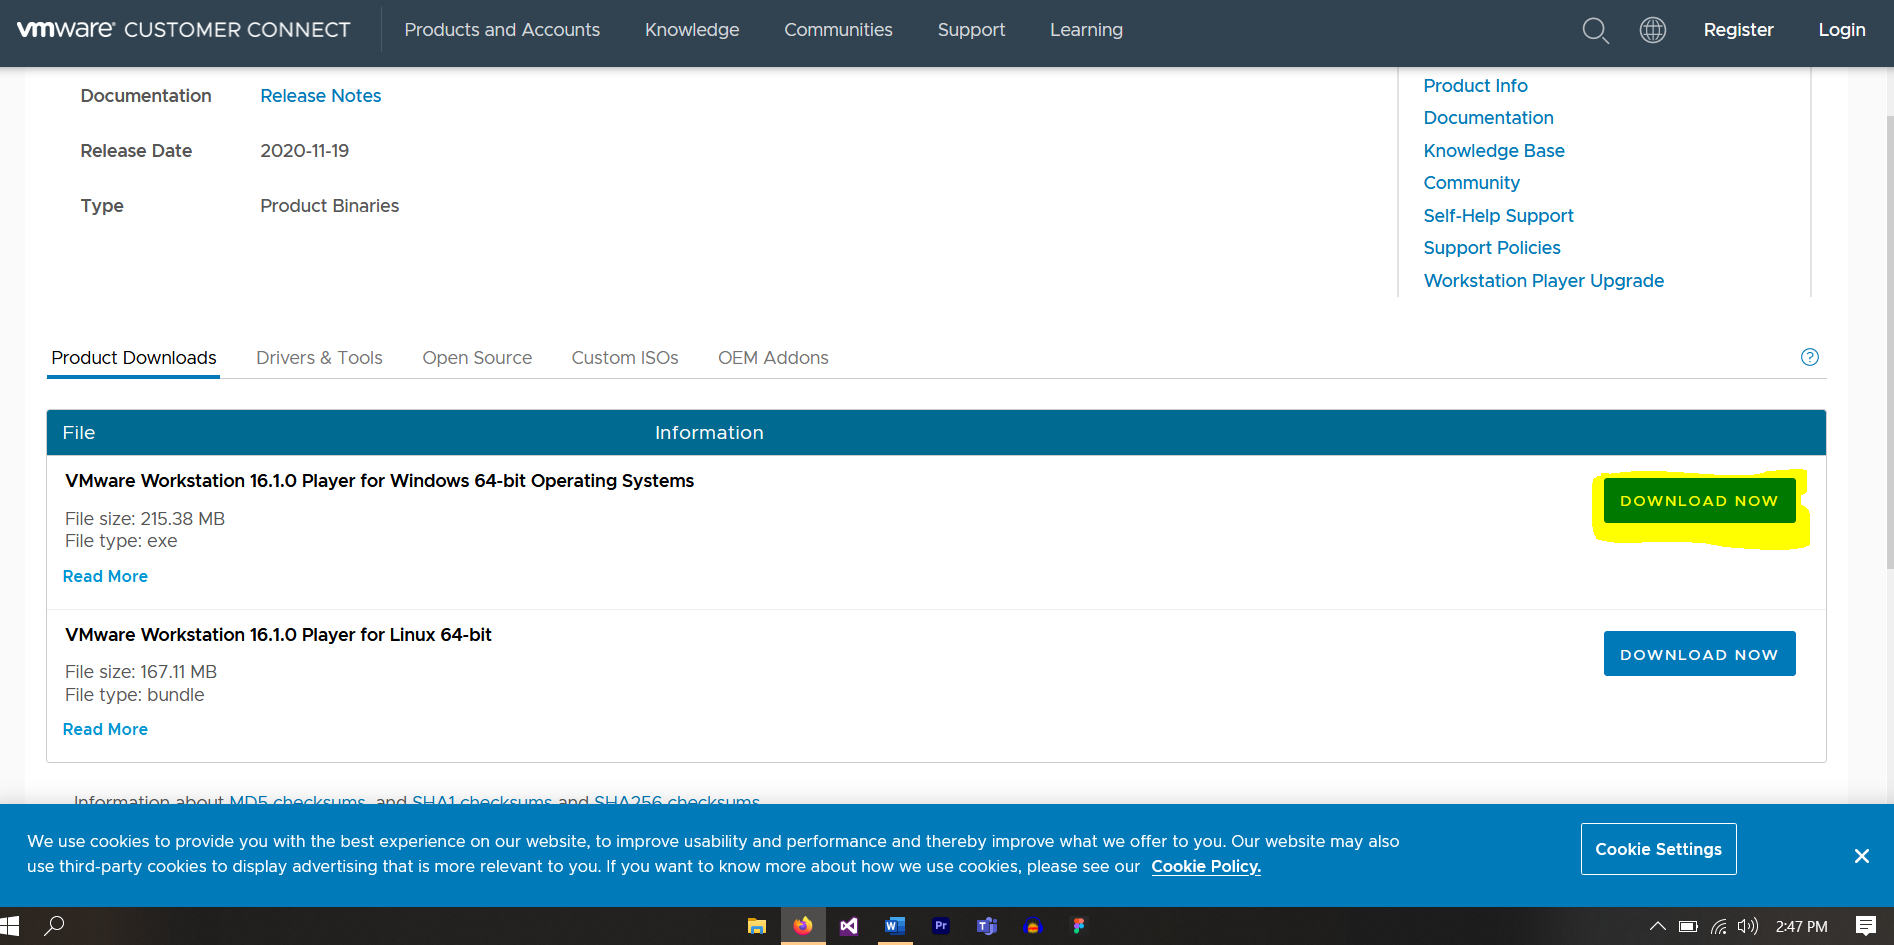 vmware® CUSTOMER CONNECT Products and Accounts Knowledge Communities Support Learning Register Login
Documentation Release Notes
Release Date 2020-11-19
Type Product Binaries
Product Info
Documentation
Knowledge Base
Community
Self-Help Support
Support Policies
Workstation Player Upgrade
Product Downloads Drivers & Tools Open Source Custom ISOs OEM Addons ?
File Information
VMware Workstation 16.1.0 Player for Windows 64-bit Operating Systems
File size: 215.38 MB
File type: exe
Read More
DOWNLOAD NOW
VMware Workstation 16.1.0 Player for Linux 64-bit
File size: 167.11 MB
File type: bundle
Read More
DOWNLOAD NOW
Information about MD5 checksums, and SHA1 checksums and SHA256 checksums
We use cookies to provide you with the best experience on our website, to improve usability and performance and thereby improve what we offer to you. Our website may also
use third-party cookies to display advertising that is more relevant to you. If you want to know more about how we use cookies, please see our Cookie Policy.
Cookie Settings
W Pr T 2:47 PM